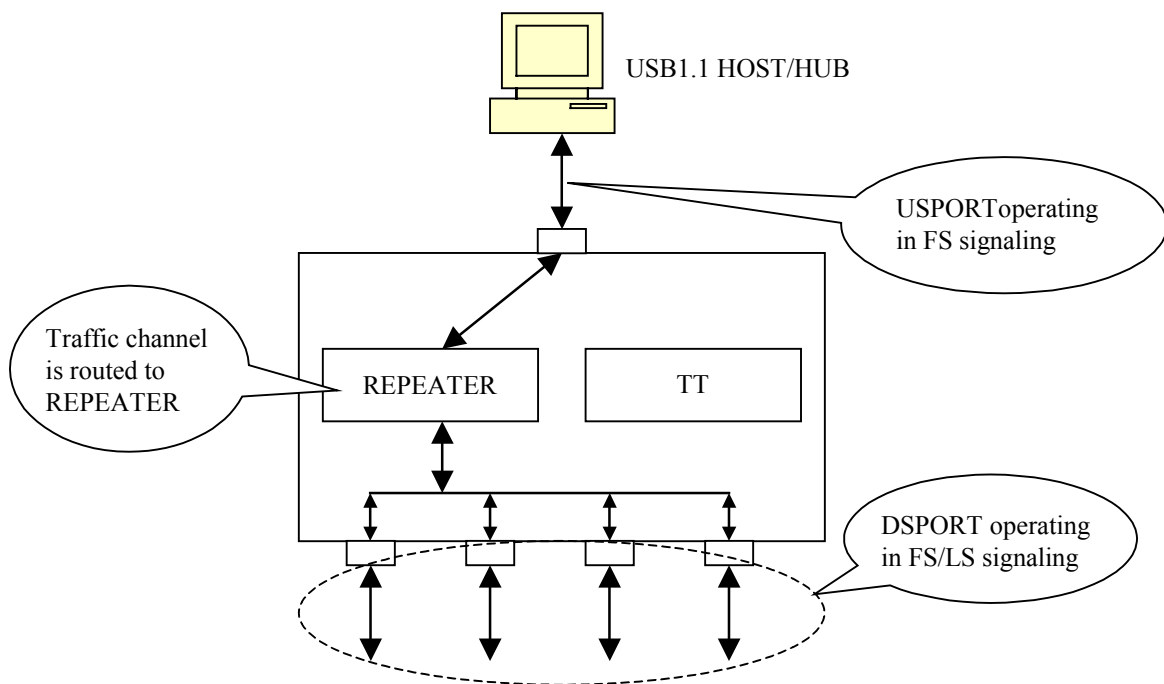 USB1.1 HOST/HUB
USPORToperating
in FS signaling
Traffic channel
is routed to
REPEATER
REPEATER
TT
DSPORT operating
in FS/LS signaling